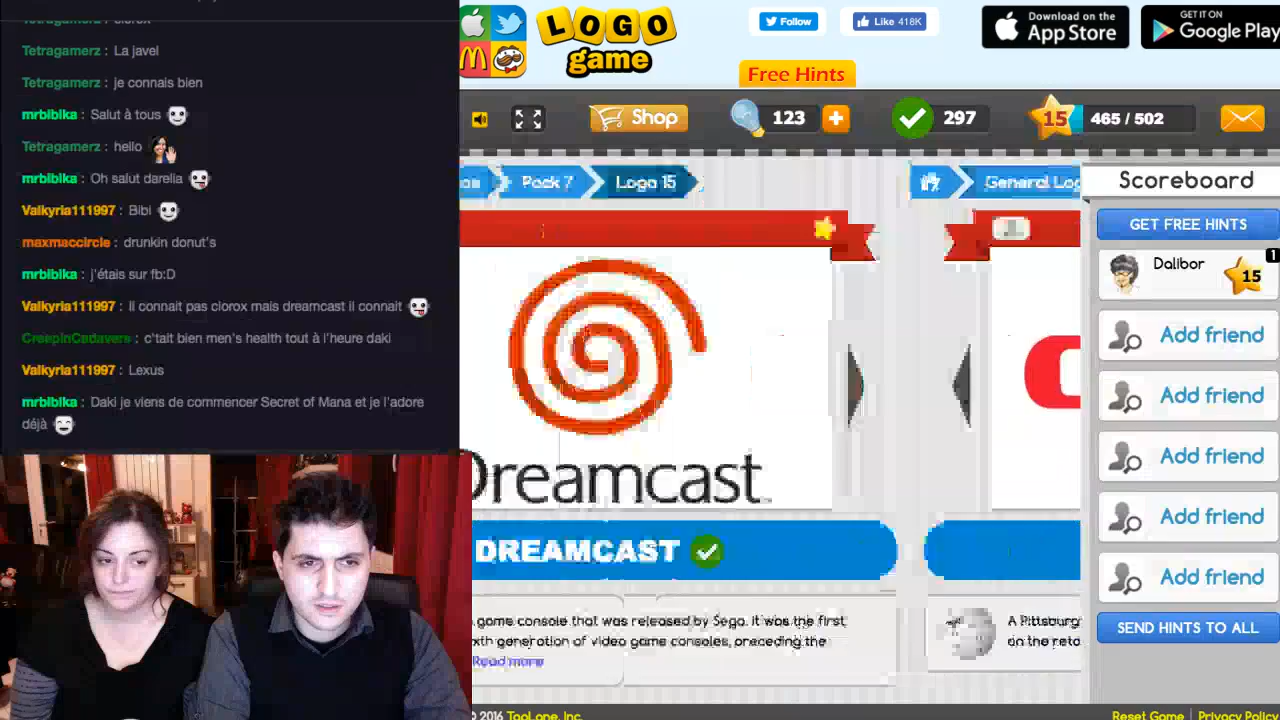 Tetragamerz : clorox
Tetragamerz : La javel
Tetragamerz : je connais bien
mrbibika : Salut à tous
Tetragamerz : hello
mrbibika : Oh salut darella
Valkyria111997 : Bibi
maxmaccircle : drunkin donut's
mrbibika : j'étais sur fb:D
Valkyria111997 : Il connait pas clorox mais dreamcast il connait
CreepinCadavere : c'tait bien men's health tout à l'heure daki
Valkyria111997 : Lexus
mrbibika : Daki je viens de commencer Secret of Mana et je l'adore
déjà
LOGO
game
Follow
Like 418K
Download on the
App Store
GET IT ON
Google Play
Free Hints
Shop
123
297
15
465 / 502
Pack 7
Logo 15
General Log
Dreamcast
DREAMCAST
game console that was released by Sega. It was the first
xth generation of video game consoles, preceding the
Read more
A Pittsburg
on the reta
Scoreboard
GET FREE HINTS
Dalibor
15
1
Add friend
Add friend
Add friend
Add friend
Add friend
SEND HINTS TO ALL
© 2016 TapLane, Inc.
Reset Game | Privacy Policy